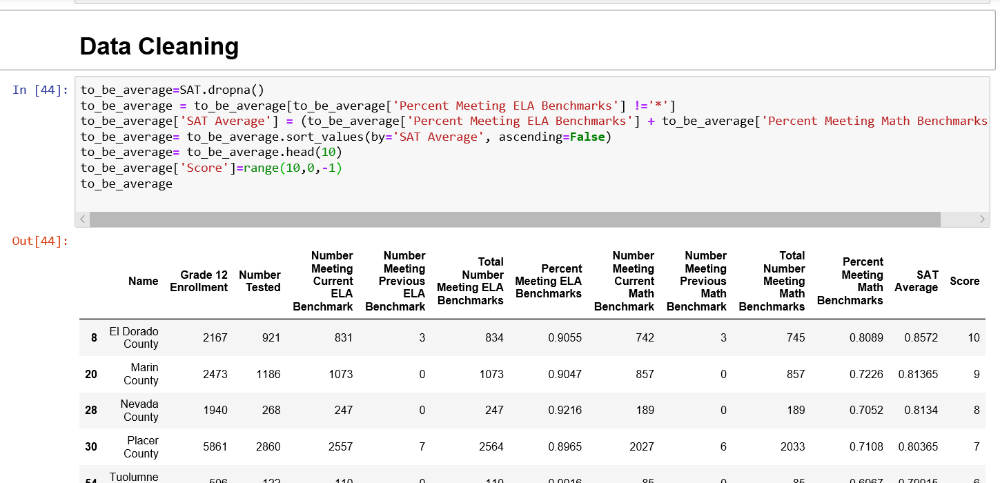 Data Cleaning
In [44]:
to_be_average=SAT.dropna()
to_be_average = to_be_average[to_be_average['Percent Meeting ELA Benchmarks'] !='*']
to_be_average['SAT Average'] = (to_be_average['Percent Meeting ELA Benchmarks'] + to_be_average['Percent Meeting Math Benchmarks
to_be_average= to_be_average.sort_values(by='SAT Average', ascending=False)
to_be_average= to_be_average.head(10)
to_be_average['Score']=range(10,0,-1)
to_be_average
Out[44]:
Name
Grade 12
Enrollment
Number
Tested
Number
Meeting
Current
ELA
Benchmark
Number
Meeting
Previous
ELA
Benchmark
Total
Number
Meeting ELA
Benchmarks
Percent
Meeting ELA
Benchmarks
Number
Meeting
Current
Math
Benchmark
Number
Meeting
Previous
Math
Benchmark
Total
Number
Meeting
Math
Benchmarks
Percent
Meeting
Math
Benchmarks
SAT
Average
Score
8 El Dorado County 2167 921 831 3 834 0.9055 742 3 745 0.8089 0.8572 10
20 Marin County 2473 1186 1073 0 1073 0.9047 857 0 857 0.7226 0.81365 9
28 Nevada County 1940 268 247 0 247 0.9216 189 0 189 0.7052 0.8134 8
30 Placer County 5861 2860 2557 7 2564 0.8965 2027 6 2033 0.7108 0.80365 7
54 Tuolumne 506 122 110 0 110 0.9016 85 0 85 0.6967 0.79915 6